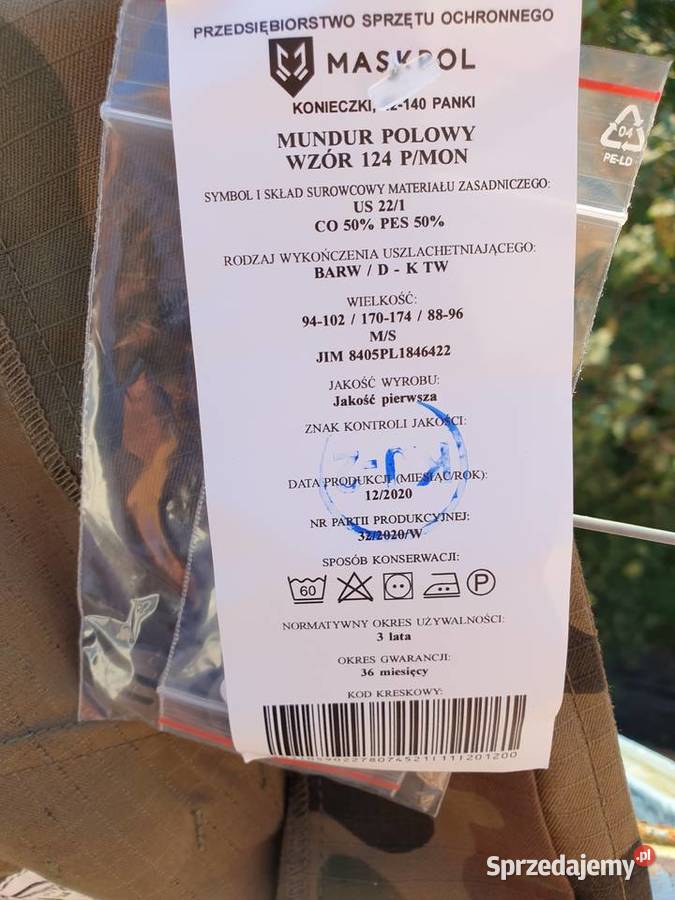 PRZEDSIĘBIORSTWO SPRZĘTU OCHRONNEGO
MASKPOL
KONIECZKI, 42-140 PANKI
04
PE-LD
MUNDUR POLOWY
WZÓR 124 P/MON
SYMBOL I SKŁAD SUROWCOWY MATERIAŁU ZASADNICZEGO:
US 22/1
CO 50% PES 50%
RODZAJ WYKOŃCZENIA USZLACHETNIAJĄCEGO:
BARW / D - K TW
WIELKOŚĆ:
94-102 / 170-174 / 88-96
M/S
JIM 8405PL1846422
JAKOŚĆ WYROBU:
Jakość pierwsza
ZNAK KONTROLI JAKOŚCI:
DATA PRODUKCJI (MIESIĄC/ROK):
12/2020
NR PARTII PRODUKCYJNEJ:
32/2020/W
SPOSÓB KONSERWACJI:
60 P
NORMATYWNY OKRES UŻYWALNOŚCI:
3 lata
OKRES GWARANCJI:
36 miesięcy
KOD KRESKOWY:
Sprzedajemy.pl